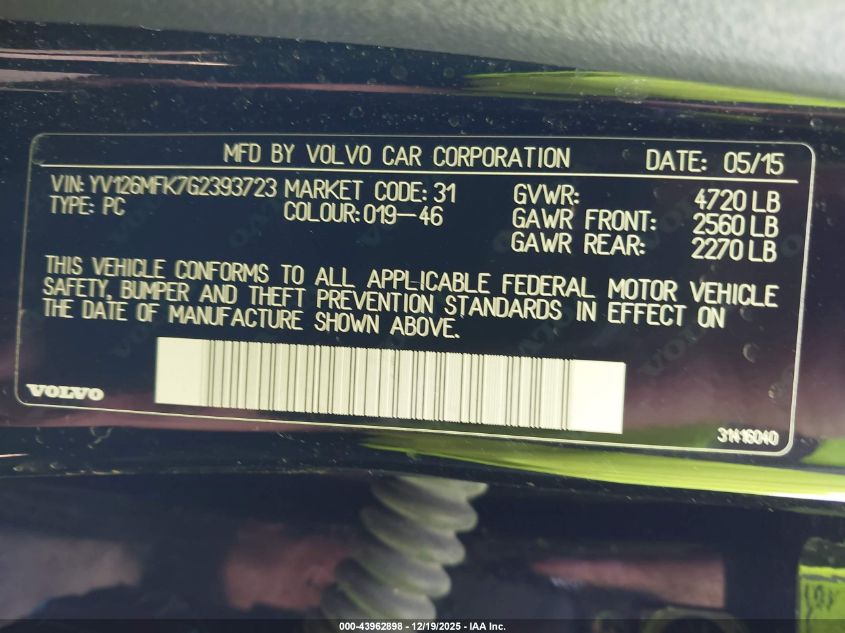 MFD BY VOLVO CAR CORPORATION DATE: 05/15
VIN: YV126MFK7G2393723 MARKET CODE: 31 GVWR: 4720 LB
TYPE: PC COLOUR: 019-46 GAWR FRONT: 2560 LB
GAWR REAR: 2270 LB
THIS VEHICLE CONFORMS TO ALL APPLICABLE FEDERAL MOTOR VEHICLE
SAFETY, BUMPER AND THEFT PREVENTION STANDARDS IN EFFECT ON
THE DATE OF MANUFACTURE SHOWN ABOVE.
VOLVO
31416040
000-43962898 - 12/19/2025 - IAA Inc.